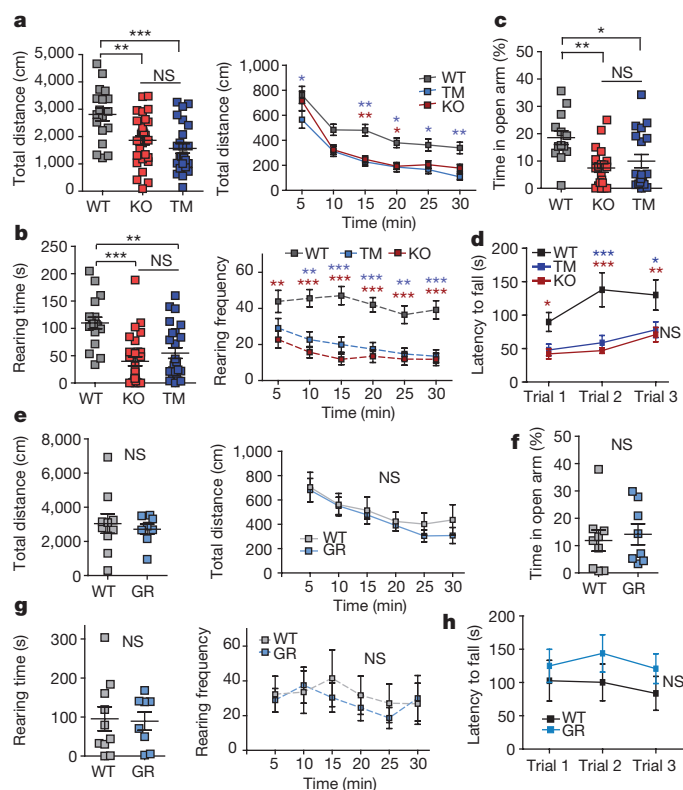 a
Total distance (cm)
5,000
4,000
3,000
2,000
1,000
0
***
**
NS
WT KO TM
Total distance (cm)
1,000
800
600
400
200
0
*
**
**
*
*
*
**
WT
TM
KO
5 10 15 20 25 30
Time (min)
c
Time in open arm (%)
50
40
30
20
10
0
*
**
NS
WT KO TM
b
Rearing time (s)
250
200
150
100
50
0
**
***
NS
WT KO TM
Rearing frequency
80
60
40
20
0
WT TM KO
** *** *** ** ***
** *** *** *** *** ***
5 10 15 20 25 30
Time (min)
d
Latency to fall (s)
200
150
100
50
0
WT
TM
KO
*** *
* *** **
NS
Trial 1 Trial 2 Trial 3
e
Total distance (cm)
8,000
6,000
4,000
2,000
0
NS
WT GR
Total distance (cm)
1,000
800
600
400
200
0
NS
WT
GR
5 10 15 20 25 30
Time (min)
f
Time in open arm (%)
50
40
30
20
10
0
NS
WT GR
g
Rearing time (s)
300
200
100
0
NS
WT GR
Rearing frequency
60
40
20
0
WT
GR
NS
5 10 15 20 25 30
Time (min)
h
Latency to fall (s)
200
150
100
50
0
NS
WT
GR
Trial 1 Trial 2 Trial 3